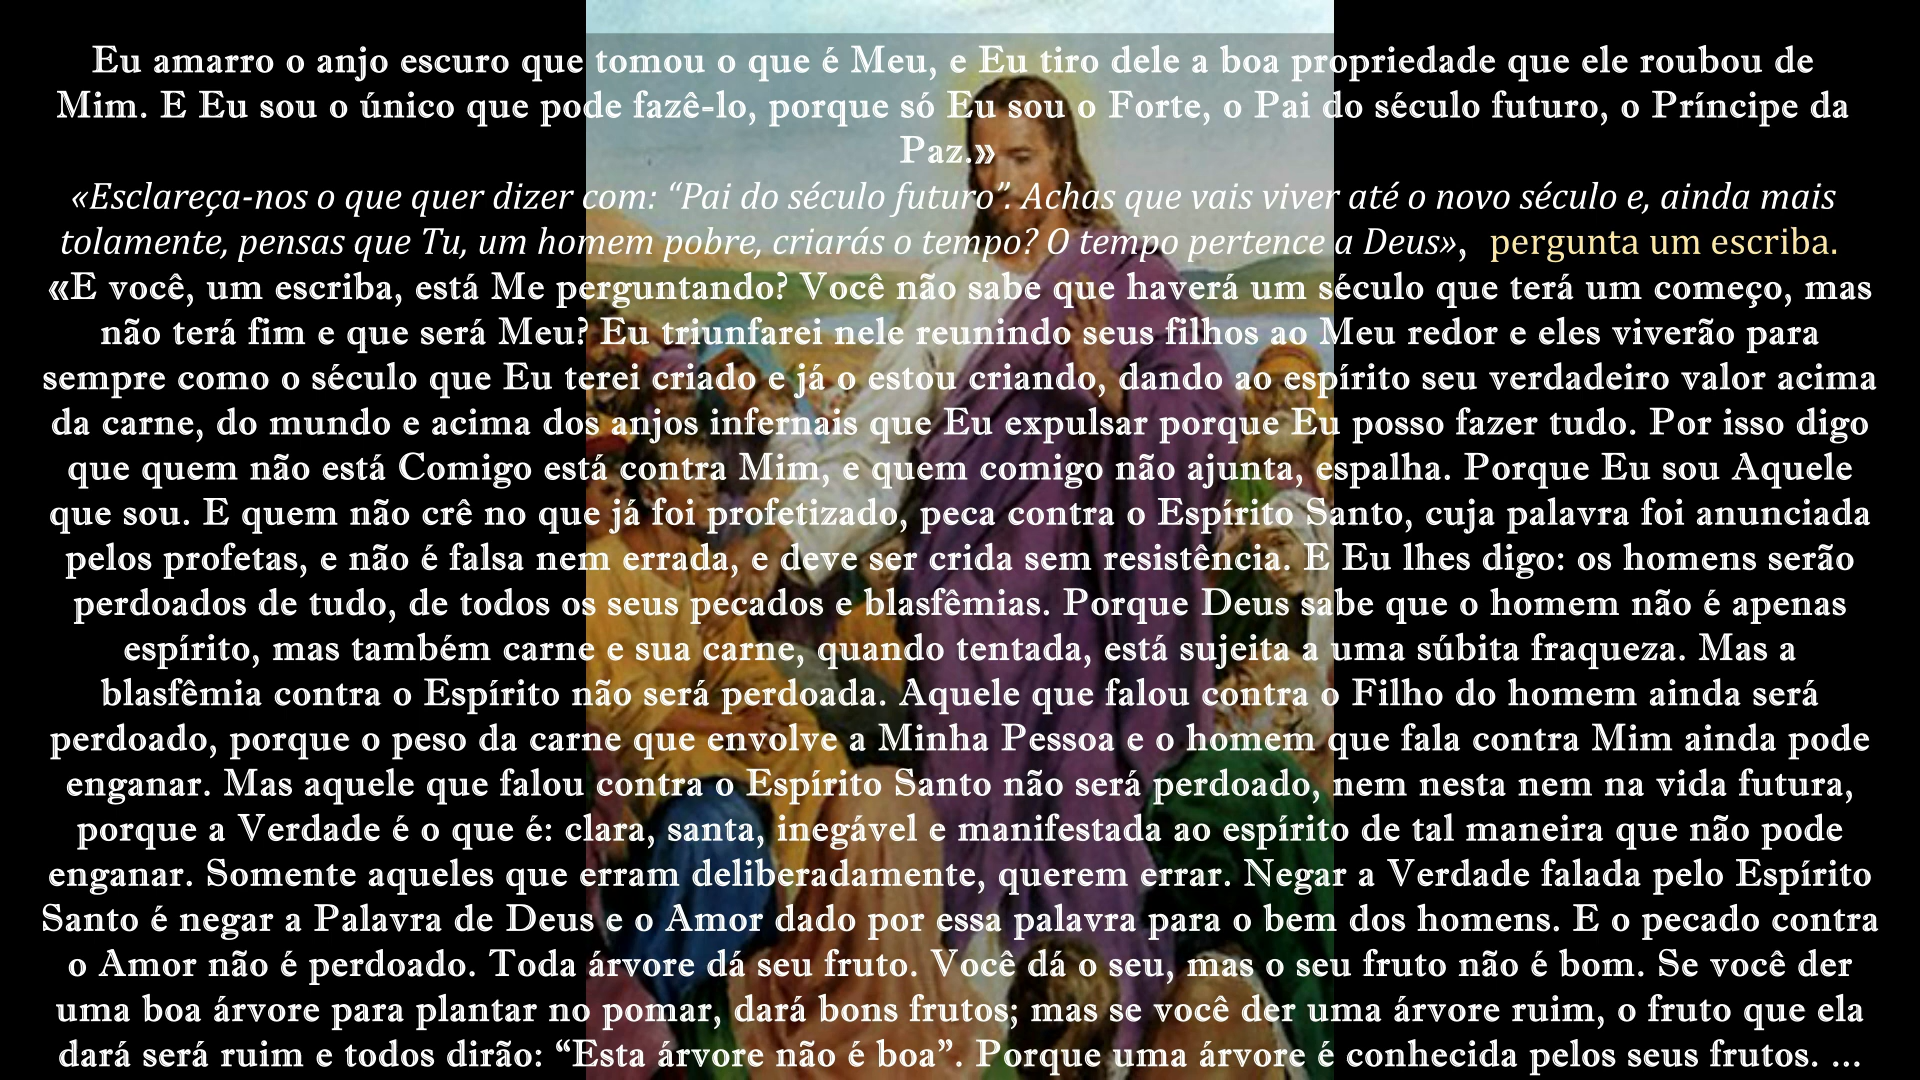 Eu amarro o anjo escuro que tomou o que é Meu, e Eu tiro dele a boa propriedade que ele roubou de
Mim. E Eu sou o único que pode fazê-lo, porque só Eu sou o Forte, o Pai do século futuro, o Príncipe da
Paz.»
«Esclareça-nos o que quer dizer com: “Pai do século futuro”. Achas que vais viver até o novo século e, ainda mais
tolamente, pensas que Tu, um homem pobre, criarás o tempo? O tempo pertence a Deus», pergunta um escriba.
«E você, um escriba, está Me perguntando? Você não sabe que haverá um século que terá um começo, mas
não terá fim e que será Meu? Eu triunfarei nele reunindo seus filhos ao Meu redor e eles viverão para
sempre como o século que Eu terei criado e já o estou criando, dando ao espírito seu verdadeiro valor acima
da carne, do mundo e acima dos anjos infernais que Eu expulsar porque Eu posso fazer tudo. Por isso digo
que quem não está Comigo está contra Mim, e quem comigo não ajunta, espalha. Porque Eu sou Aquele
que sou. E quem não crê no que já foi profetizado, peca contra o Espírito Santo, cuja palavra foi anunciada
pelos profetas, e não é falsa nem errada, e deve ser crida sem resistência. E Eu lhes digo: os homens serão
perdoados de tudo, de todos os seus pecados e blasfêmias. Porque Deus sabe que o homem não é apenas
espírito, mas também carne e sua carne, quando tentada, está sujeita a uma súbita fraqueza. Mas a
blasfêmia contra o Espírito não será perdoada. Aquele que falou contra o Filho do homem ainda será
perdoado, porque o peso da carne que envolve a Minha Pessoa e o homem que fala contra Mim ainda pode
enganar. Mas aquele que falou contra o Espírito Santo não será perdoado, nem nesta nem na vida futura,
porque a Verdade é o que é: clara, santa, inegável e manifestada ao espírito de tal maneira que não pode
enganar. Somente aqueles que erram deliberadamente, querem errar. Negar a Verdade falada pelo Espírito
Santo é negar a Palavra de Deus e o Amor dado por essa palavra para o bem dos homens. E o pecado contra
o Amor não é perdoado. Toda árvore dá seu fruto. Você dá o seu, mas o seu fruto não é bom. Se você der
uma boa árvore para plantar no pomar, dará bons frutos; mas se você der uma árvore ruim, o fruto que ela
dará será ruim e todos dirão: “Esta árvore não é boa”. Porque uma árvore é conhecida pelos seus frutos. ...